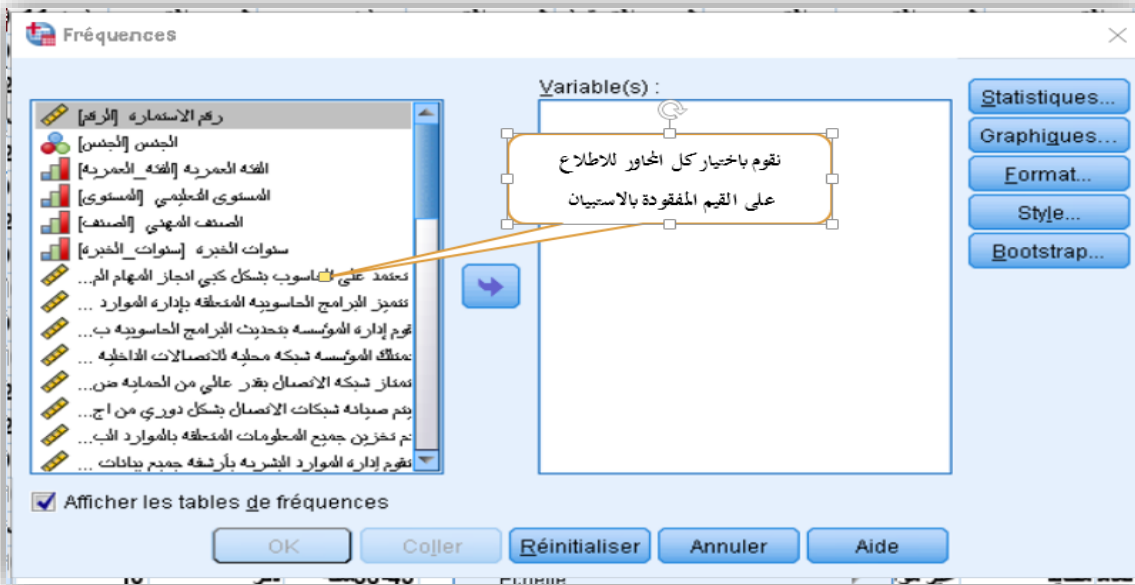 Fréquences
Variable(s) :
رقم الاستمارة [الرقم]
الجنس [الجنس]
الفئة العمرية [الفئة_العمرية]
المستوى التعليمي [المستوى]
الصنف المهني [الصنف]
سنوات الخبرة [سنوات_الخبرة]
تعتمد على الحاسوب بشكل كبي انجاز المهام الم...
تتميز البرامج الحاسوبية المتعلقة بإدارة الموارد ...
قوم إدارة المؤسسة بتحديث البرامج الحاسوبية ب...
تمتلك المؤسسة شبكة محلية للاتصالات الداخلية ...
تمتاز شبكة الاتصال بقدر عالي من الحماية ض...
يتم صيانة شبكات الاتصال بشكل دوري من اج...
تم تخزين جميع المعلومات المتعلقة بالموارد الب...
تقوم إدارة الموارد البشرية بأرشفة جميع بيانات ...
نقوم باختيار كل المحاور للاطلاع
على القيم المفقودة بالاستبيان
Statistiques...
Graphiques...
Format...
Style...
Bootstrap...
Afficher les tables de fréquences
OK
Coller
Réinitialiser
Annuler
Aide